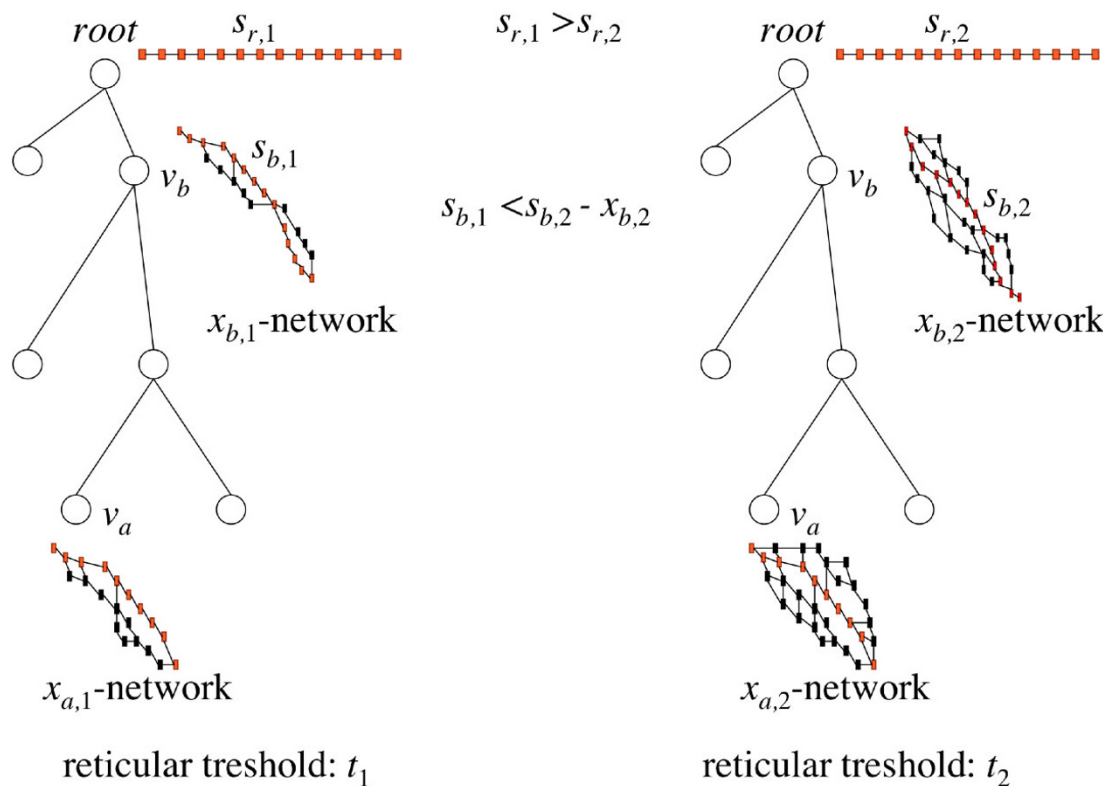 root s_{r,1} s_{r,1} > s_{r,2} root s_{r,2}
s_{b,1} s_{b,2}
v_b v_b
s_{b,1} < s_{b,2} - x_{b,2}
x_{b,1}-network x_{b,2}-network
v_a v_a
x_{a,1}-network x_{a,2}-network
reticular treshold: t_1 reticular treshold: t_2